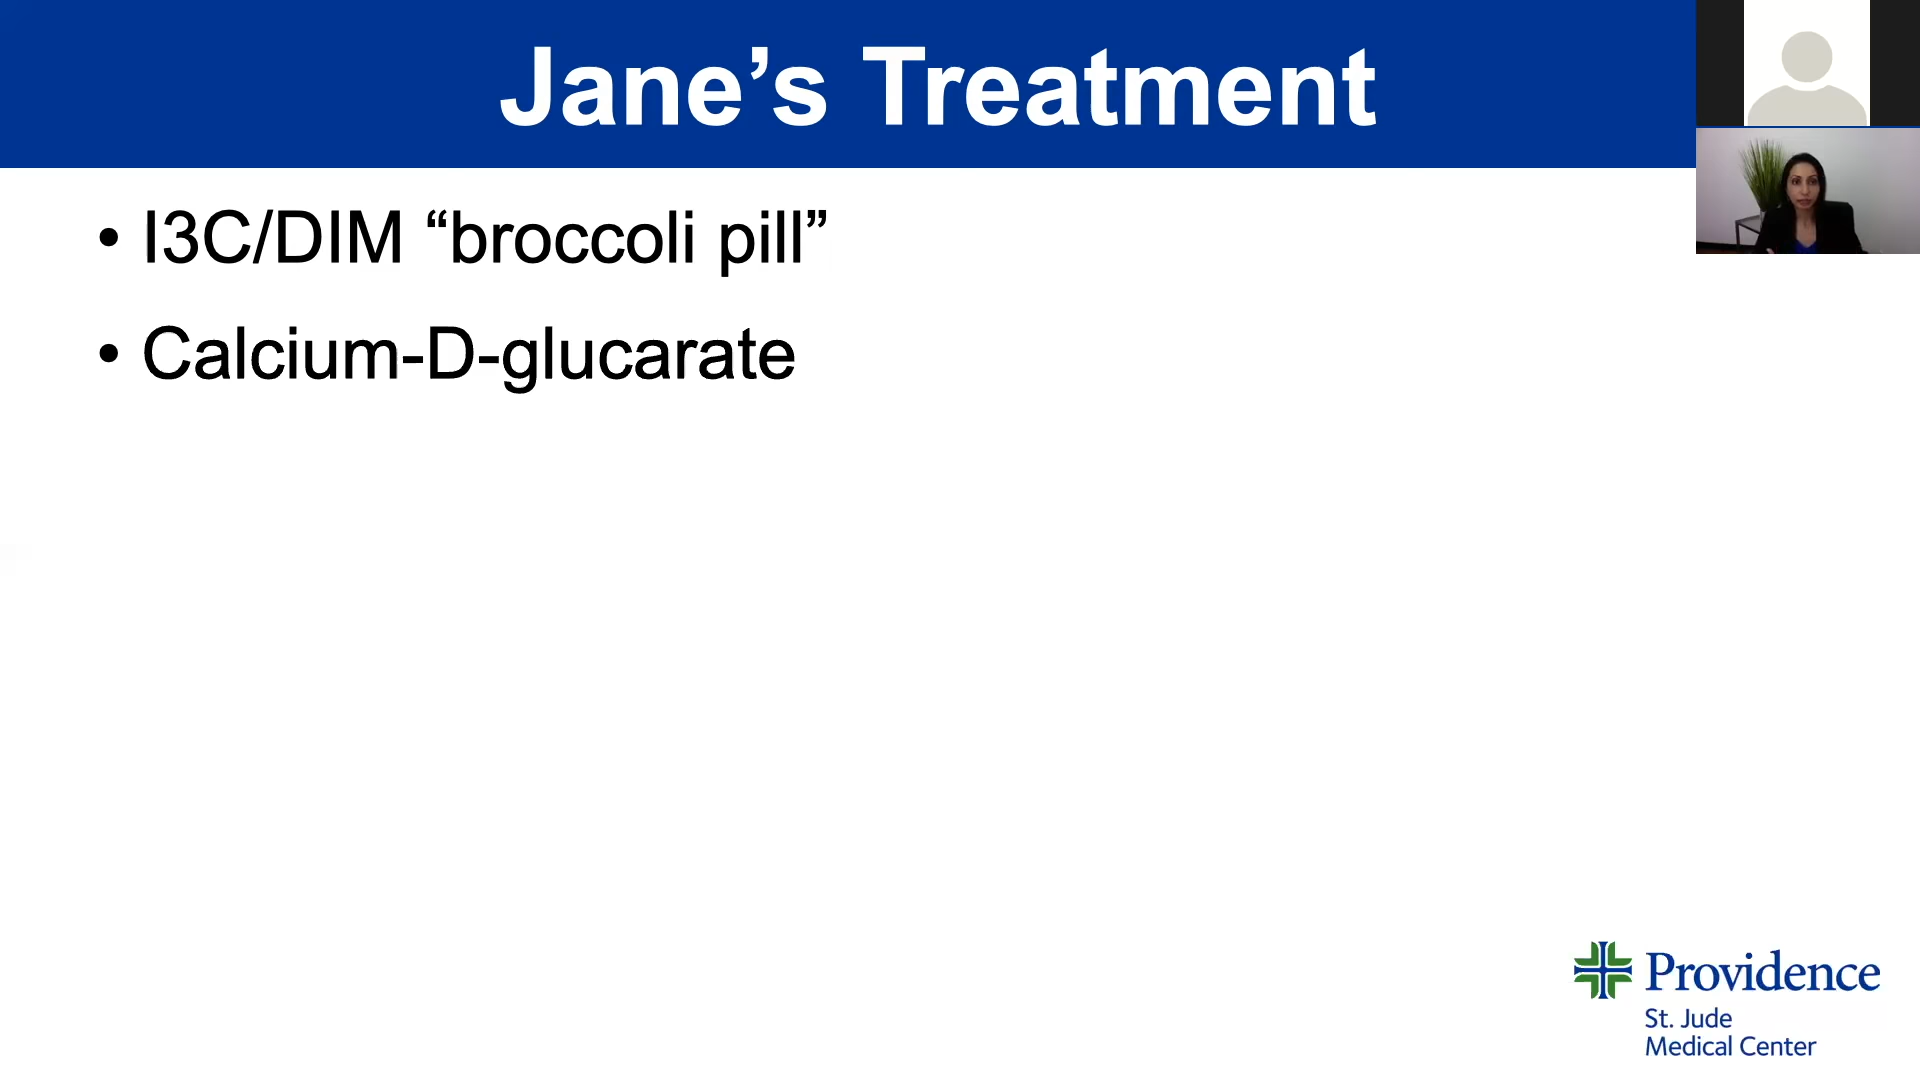 Jane’s Treatment
• I3C/DIM “broccoli pill”
• Calcium-D-glucarate
Providence
St. Jude
Medical Center